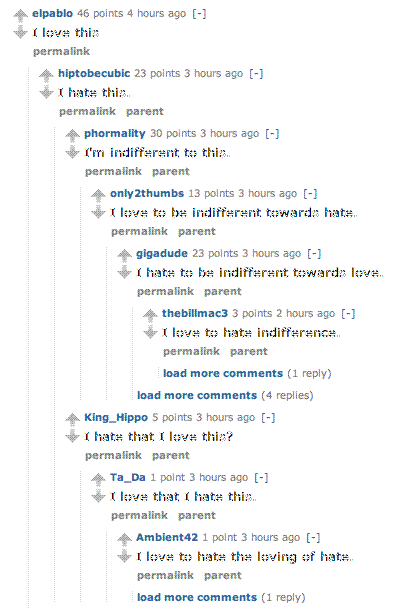 elpablo 46 points 4 hours ago [-]
I love this
permalink
hiptobecubic 23 points 3 hours ago [-]
I hate this.
permalink parent
phormality 30 points 3 hours ago [-]
I'm indifferent to this.
permalink parent
only2thumbs 13 points 3 hours ago [-]
I love to be indifferent towards hate.
permalink parent
gigadude 23 points 3 hours ago [-]
I hate to be indifferent towards love.
permalink parent
thebillmac3 3 points 2 hours ago [-]
I love to hate indifference.
permalink parent
load more comments (1 reply)
load more comments (4 replies)
King_Hippo 5 points 3 hours ago [-]
I hate that I love this?
permalink parent
Ta_Da 1 point 3 hours ago [-]
I love that I hate this.
permalink parent
Ambient42 1 point 3 hours ago [-]
I love to hate the loving of hate.
permalink parent
load more comments (1 reply)